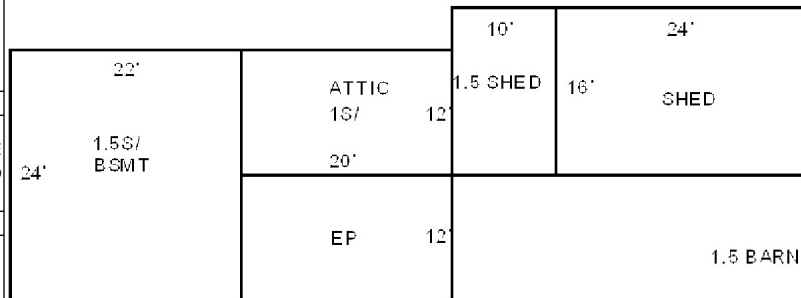 10'
24'
22'
ATTIC
1.5 SHED
16'
SHED
1S/
12'
1.5S/
BSMT
20'
24'
EP
12'
1.5 BARN